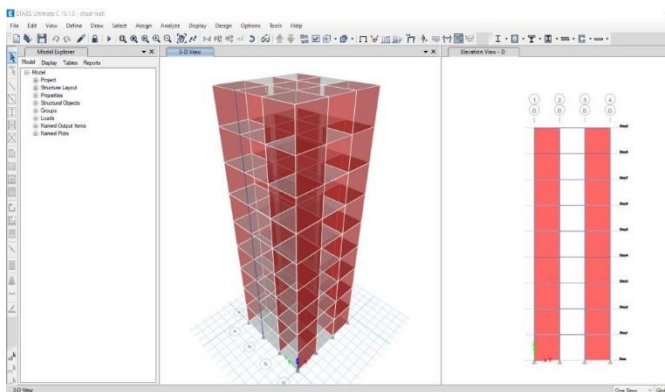 ETABS Ultimate C 19.1.0 - shear wall
File Edit View Define Draw Select Assign Analyze Display Design Options Tools Help
Model Explorer
3-D View
Elevation View - D
Model Display Tables Reports
Model
Project
Structure Layout
Properties
Structural Objects
Groups
Loads
Named Output Items
Named Plots
1 2 3 4
D D D D
3-D View
One Story